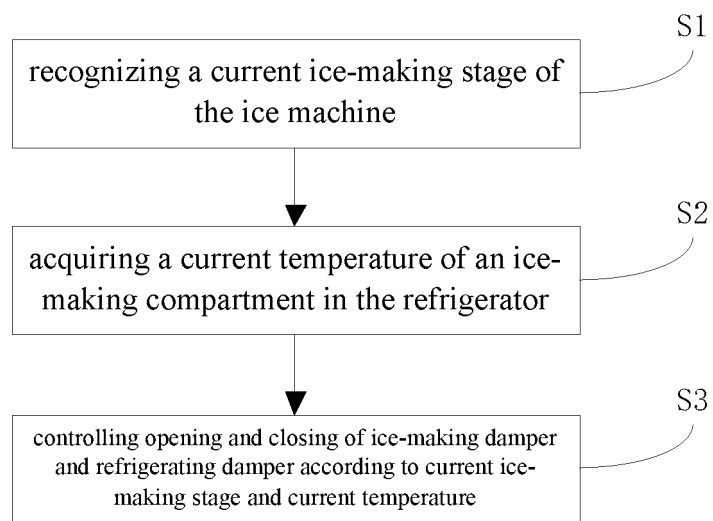 S1
recognizing a current ice-making stage of
the ice machine
S2
acquiring a current temperature of an ice-
making compartment in the refrigerator
S3
controlling opening and closing of ice-making damper
and refrigerating damper according to current ice-
making stage and current temperature